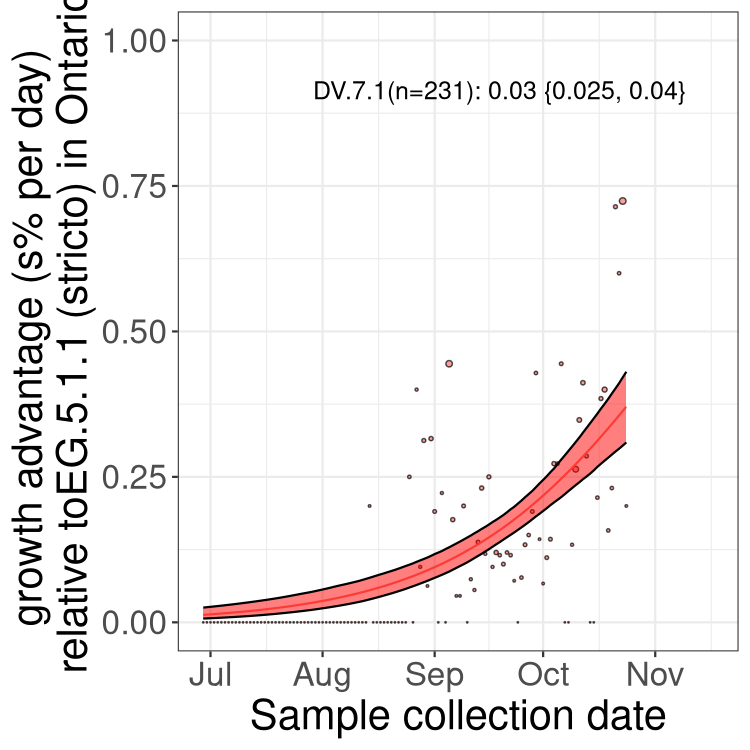 growth advantage (s% per day)
relative toEG.5.1.1 (stricto) in Ontario
1.00
0.75
0.50
0.25
0.00
DV.7.1(n=231): 0.03 {0.025, 0.04}
Jul Aug Sep Oct Nov
Sample collection date